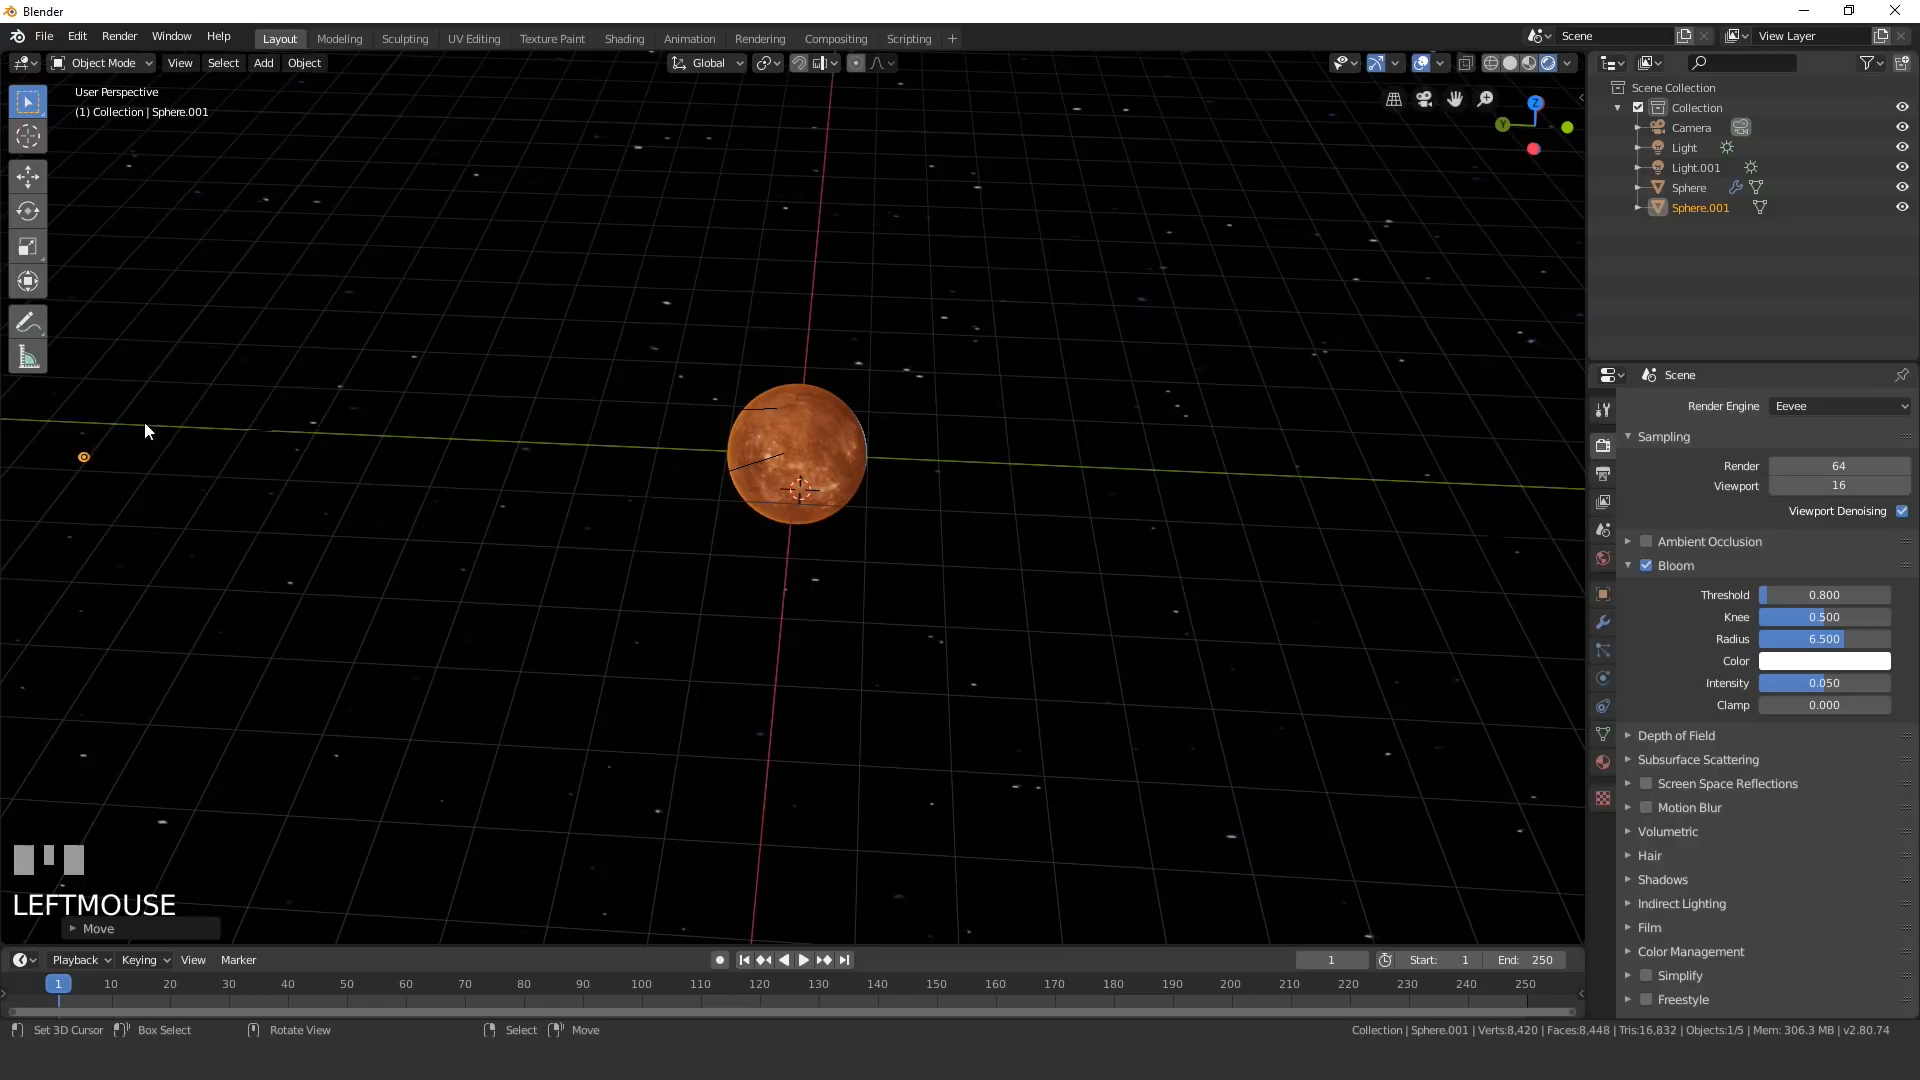 Blender
File Edit Render Window Help
Layout Modeling Sculpting UV Editing Texture Paint Shading Animation Rendering Compositing Scripting +
Scene
View Layer
Object Mode View Select Add Object
Global
User Perspective
(1) Collection | Sphere.001
Z
Y
Scene Collection
Collection
Camera
Light
Light.001
Sphere
Sphere.001
Scene
Render Engine Eevee
Sampling
Render 64
Viewport 16
Viewport Denoising
Ambient Occlusion
Bloom
Threshold 0.800
Knee 0.500
Radius 6.500
Color
Intensity 0.050
Clamp 0.000
Depth of Field
Subsurface Scattering
Screen Space Reflections
Motion Blur
Volumetric
Hair
Shadows
Indirect Lighting
Film
Color Management
Simplify
Freestyle
LEFTMOUSE
Move
Playback Keying View Marker
1 Start: 1 End: 250
1 10 20 30 40 50 60 70 80 90 100 110 120 130 140 150 160 170 180 190 200 210 220 230 240 250
Set 3D Cursor Box Select Rotate View Select Move
Collection | Sphere.001 | Verts:8,420 | Faces:8,448 | Tris:16,832 | Objects:1/5 | Mem: 306.3 MB | v2.80.74